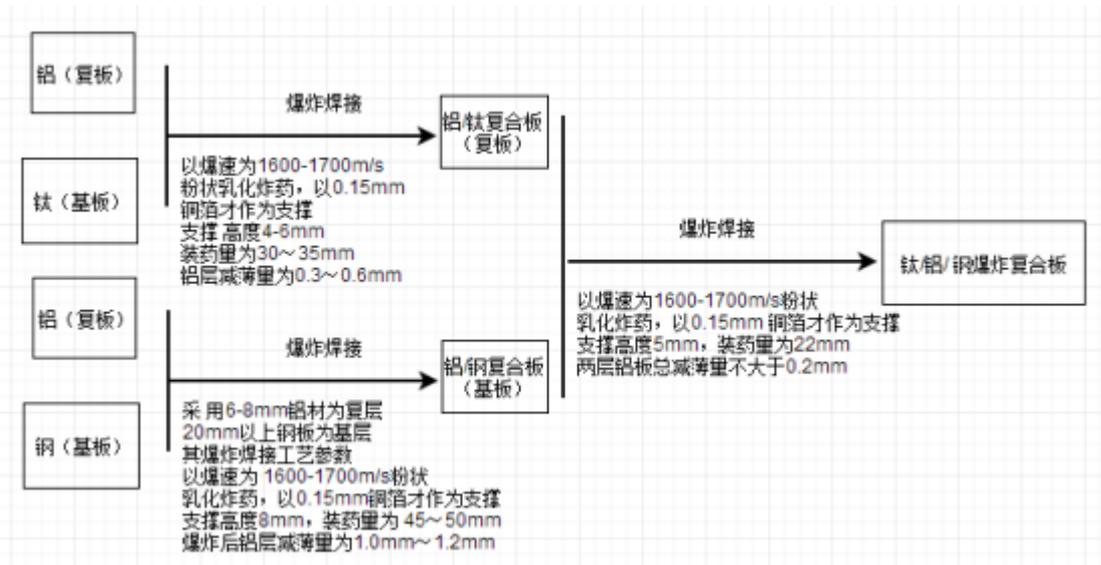 铝（复板）
钛（基板）
爆炸焊接
以爆速为1600-1700m/s
粉状乳化炸药，以0.15mm
铜箔才作为支撑
支撑 高度4-6mm
装药量为30～35mm
铝层减薄量为0.3～0.6mm
铝/钛复合板
（复板）
铝（复板）
钢（基板）
爆炸焊接
采 用6-8mm铝材为复层
20mm以上钢板为基层
其爆炸焊接工艺参数
以爆速为 1600-1700m/s粉状
乳化炸药，以0.15mm铜箔才作为支撑
支撑高度8mm，装药量为 45～50mm
爆炸后铝层减薄量为1.0mm～1.2mm
铝/钢复合板
（基板）
爆炸焊接
以爆速为1600-1700m/s粉状
乳化炸药，以0.15mm 铜箔才作为支撑
支撑高度5mm，装药量为22mm
两层铝板总减薄量不大于0.2mm
钛/铝/钢爆炸复合板